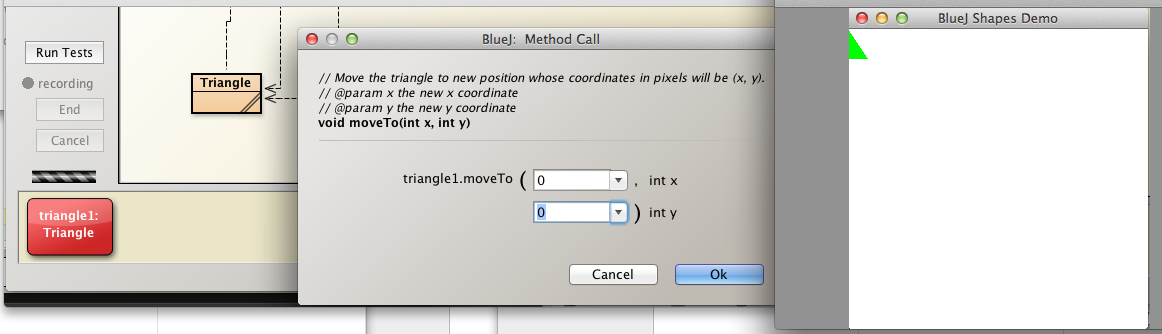 Run Tests
recording
End
Cancel
Triangle
triangle1:
Triangle
BlueJ: Method Call
// Move the triangle to new position whose coordinates in pixels will be (x, y).
// @param x the new x coordinate
// @param y the new y coordinate
void moveTo(int x, int y)
triangle1.moveTo ( 0 , int x
0 ) int y
Cancel
Ok
BlueJ Shapes Demo